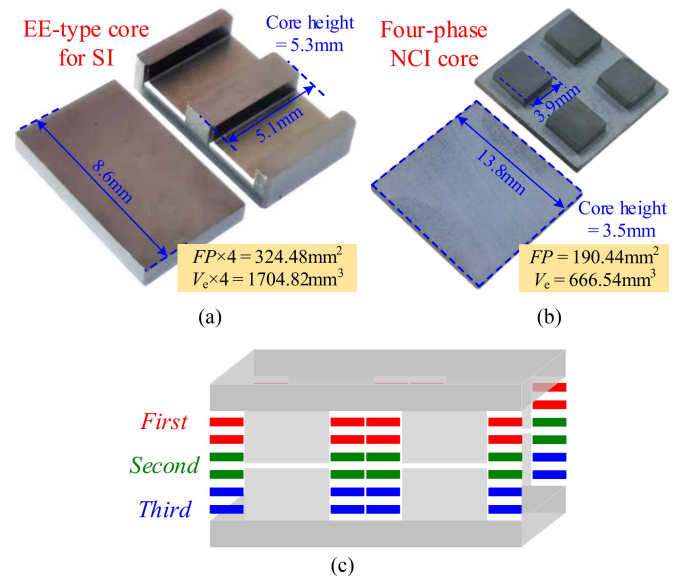 EE-type core
for SI
Core height
= 5.3mm
5.1mm
8.6mm
FP×4 = 324.48mm²
Vₑ×4 = 1704.82mm³
(a)
Four-phase
NCI core
3.9mm
13.8mm
Core height
= 3.5mm
FP = 190.44mm²
Vₑ = 666.54mm³
(b)
First
Second
Third
(c)